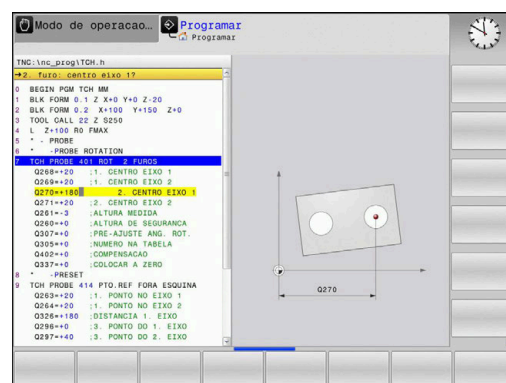 Modo de operacao...
Programar
Programar
TNC:\nc_prog\TCH.h
→2. furo: centro eixo 1?
0 BEGIN PGM TCH MM
1 BLK FORM 0.1 Z X+0 Y+0 Z-20
2 BLK FORM 0.2 X+100 Y+150 Z+0
3 TOOL CALL 22 Z S250
4 L Z+100 R0 FMAX
5 * - PROBE
6 * -PROBE ROTATION
7 TCH PROBE 401 ROT 2 FUROS
Q268=+20 ;1. CENTRO EIXO 1
Q269=+20 ;1. CENTRO EIXO 2
Q270=+180 2. CENTRO EIXO 1
Q271=+20 ;2. CENTRO EIXO 2
Q261=-3 ;ALTURA MEDIDA
Q260=+0 ;ALTURA DE SEGURANCA
Q307=+0 ;PRE-AJUSTE ANG. ROT.
Q305=+0 ;NUMERO NA TABELA
Q402=+0 ;COMPENSACAO
Q337=+0 ;COLOCAR A ZERO
8 * -PRESET
9 TCH PROBE 414 PTO.REF FORA ESQUINA
Q263=+20 ;1. PONTO NO EIXO 1
Q264=+20 ;1. PONTO NO EIXO 2
Q326=+180 ;DISTANCIA 1. EIXO
Q296=+0 ;3. PONTO DO 1. EIXO
Q297=+40 ;3. PONTO DO 2. EIXO
Q270